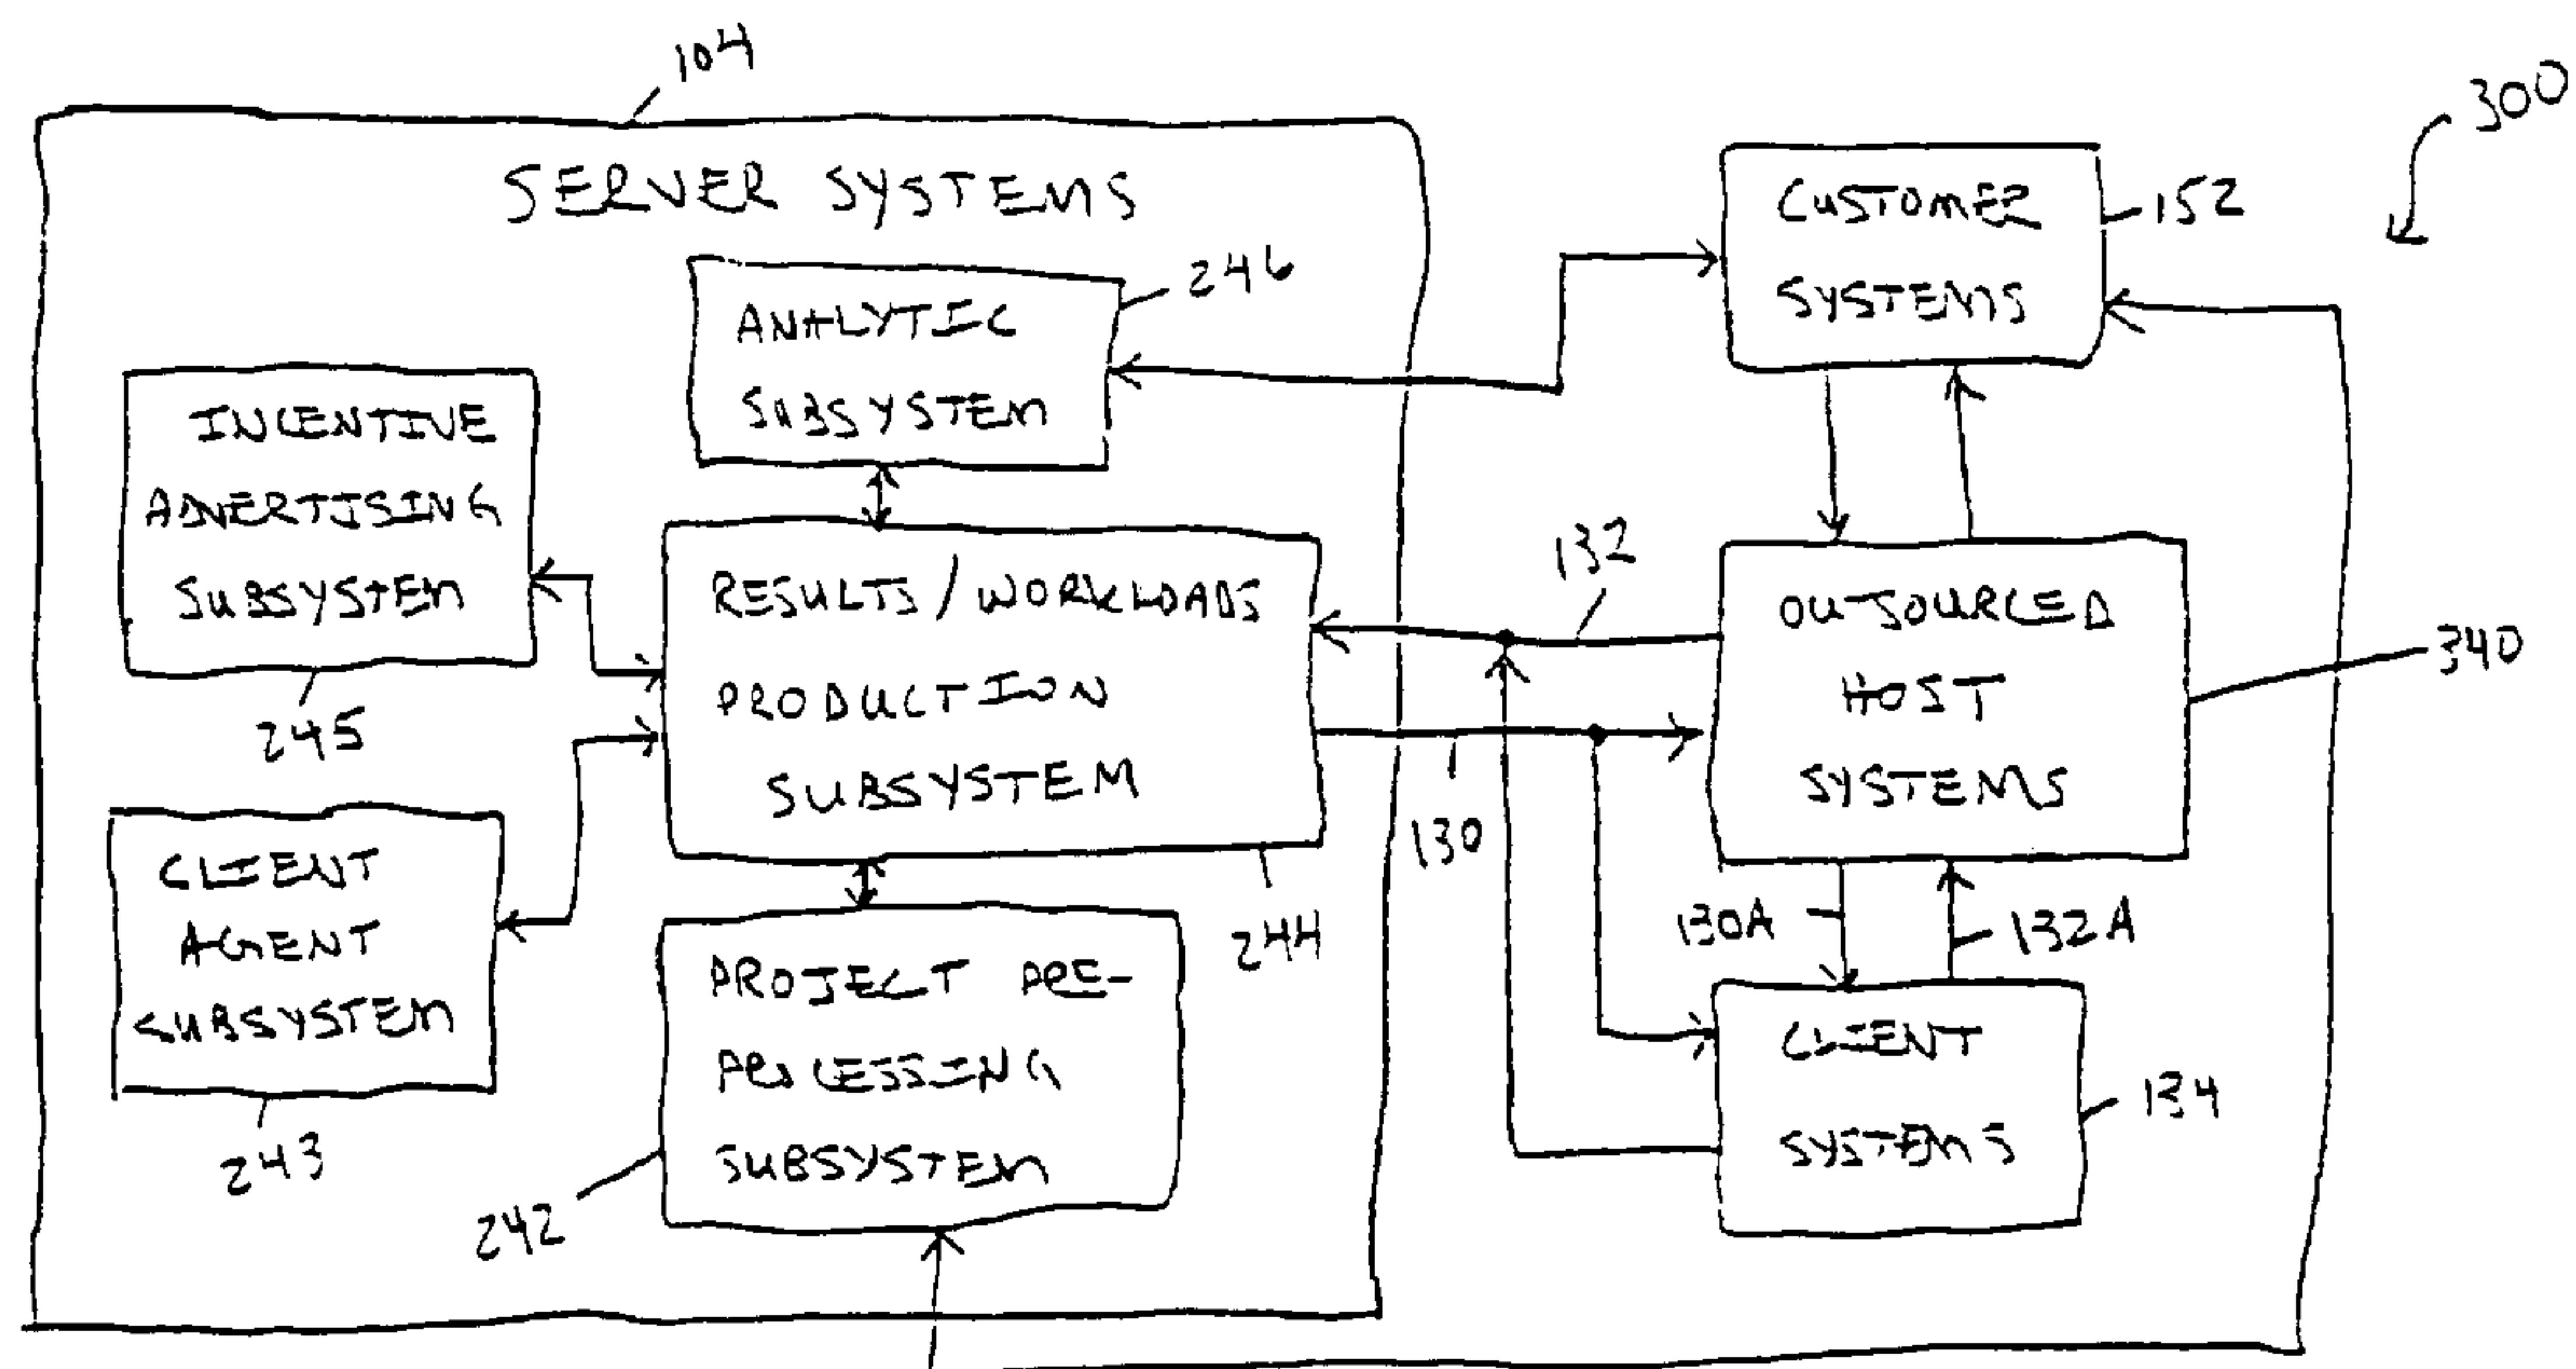 104
300
SERVER SYSTEMS
CUSTOMER
SYSTEMS
152
ANALYTIC
SUBSYSTEM
246
INCENTIVE
ADVERTISING
SUBSYSTEM
245
RESULTS/WORKLOADS
PRODUCTION
SUBSYSTEM
244
132
130
OUTSOURCED
HOST
SYSTEMS
340
CLIENT
AGENT
SUBSYSTEM
243
PROJECT PRE-
PROCESSING
SUBSYSTEM
242
130A
132A
CLIENT
SYSTEMS
134